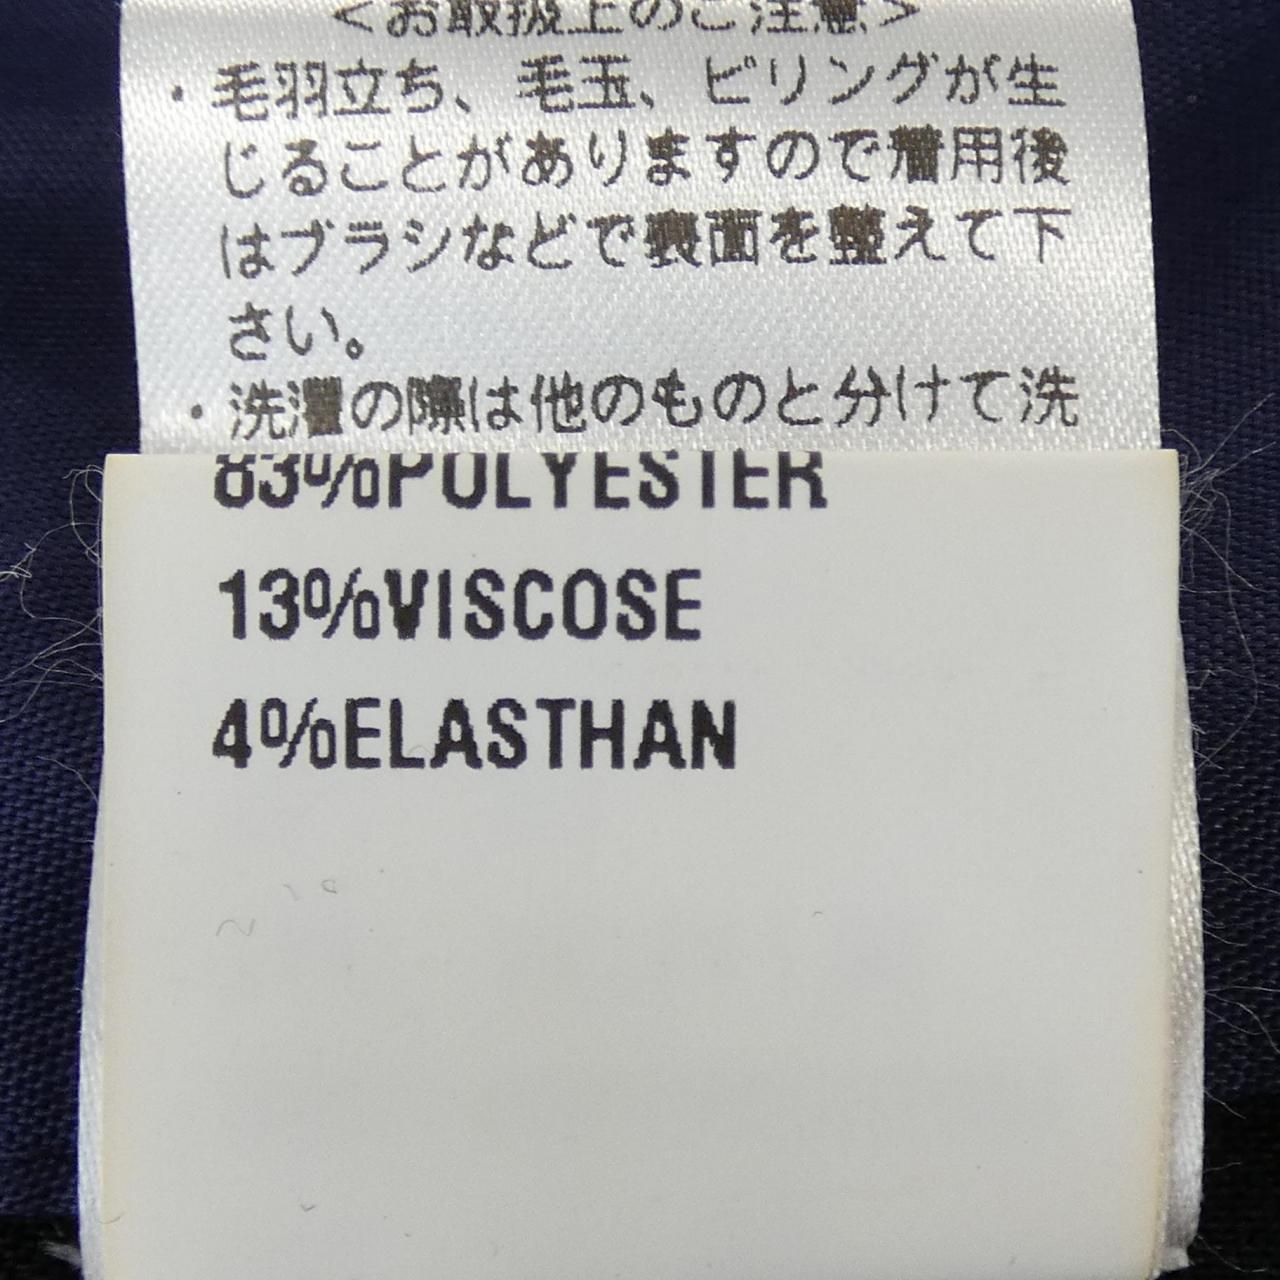 <お取扱上のご注意>
・毛羽立ち、毛玉、ピリングが生
じることがありますので着用後
はブラシなどで表面を整えて下
さい。
・洗濯の際は他のものと分けて洗
83%POLYESTER
13%VISCOSE
4%ELASTHAN